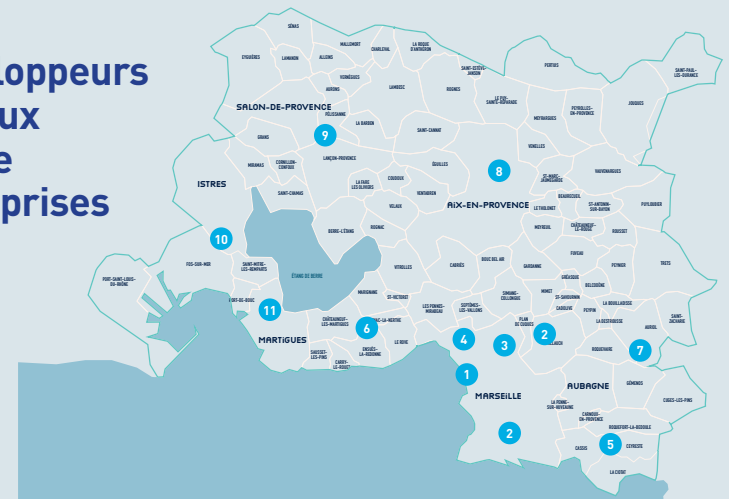 loppeurs
ux
e
prises
SÉNAS
EYGUIÈRES
LAMANON
ALLEINS
MALLEMORT
CHARLEVAL
LA ROQUE
D'ANTHÉRON
VERNÈGUES
AURONS
LAMBESC
ROGNES
SAINT-ESTÈVE-
JANSON
LE PUY-
SAINTE-RÉPARADE
PERTUIS
MEYRARGUES
PEYROLLES-
EN-PROVENCE
JOUQUES
SAINT-PAUL-
LES-DURANCE
SALON-DE-PROVENCE
PÉLISSANNE
9
LA BARBEN
SAINT-CANNAT
GRANS
LANÇON-PROVENCE
MIRAMAS
CORNILLON-
CONFOUX
SAINT-CHAMAS
LA FARE
LES OLIVIERS
COUDOUX
VELAUX
VENTABREN
ÉGUILLES
8
VENELLES
ST-MARC-
JAUMEGARDE
VAUVENARGUES
ISTRES
AIX-EN-PROVENCE
LE THOLONET
BEAURECUEIL
ST-ANTONIN-
SUR-BAYON
PUYLOUBIER
MEYREUIL
CHÂTEAUNEUF-
LE-ROUGE
ROUSSET
10
FOS-SUR-MER
SAINT-MITRE-
LES-REMPARTS
BERRE-L'ÉTANG
ROGNAC
ÉTANG DE BERRE
VITROLLES
CABRIÈS
BOUC BEL AIR
GARDANNE
FUVEAU
PEYNIER
TRETS
GRÉASQUE
BELCODÈNE
PORT-SAINT-LOUIS-
DU-RHÔNE
ORT-DE-BOUC
11
MARTIGUES
MARIGNANE
ST-VICTORET
CHÂTEAUNEUF-
LES-MARTIGUES
6
AC-LA-NERTHE
LES PENNES-
MIRABEAU
SEPTÈMES-
LES-VALLONS
SIMIANE-
COLLONGUE
MIMET
ST-SAVOURNIN
CADOLIVE
PEYPIN
LA BOUILLADISSE
LA DESTROUSSE
AURIOL
SAINT-
ZACHARIE
PLAN
DE CUQUES
2
LAUCH
SAUSSET-
LES-PINS
CARRY-
LE-ROUET
ENSUÈS-
LA-REDONNE
LE ROVE
4
3
ROQUEVAIRE
7
1
MARSEILLE
AUBAGNE
GÉMENOS
CUGES-LES-PINS
LA PENNE-
SUR-HUVEAUNE
CARNOUX-
EN-PROVENCE
ROQUEFORT-LA-BEDOULE
2
CASSIS
5
CEYRESTE
LA CIOTAT